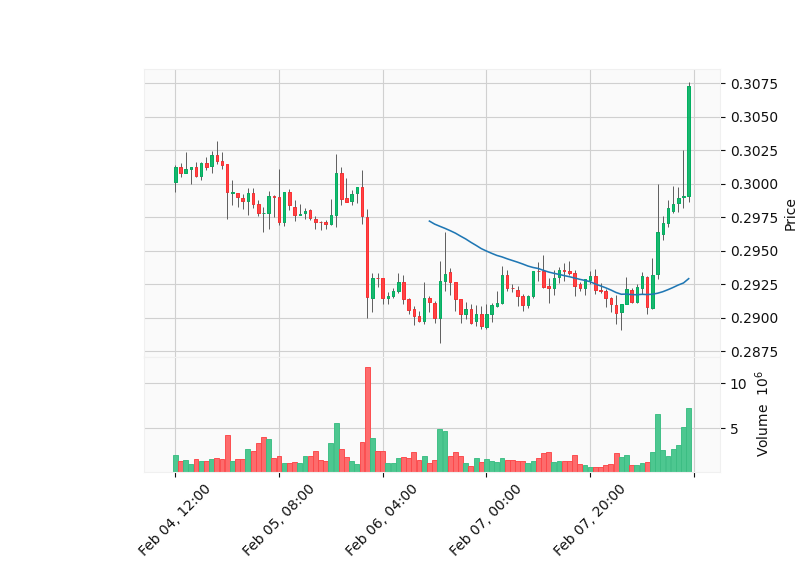 0.3075
0.3050
0.3025
0.3000
0.2975
0.2950
0.2925
0.2900
0.2875
Price
10
5
Volume 10^6
Feb 04, 12:00
Feb 05, 08:00
Feb 06, 04:00
Feb 07, 00:00
Feb 07, 20:00